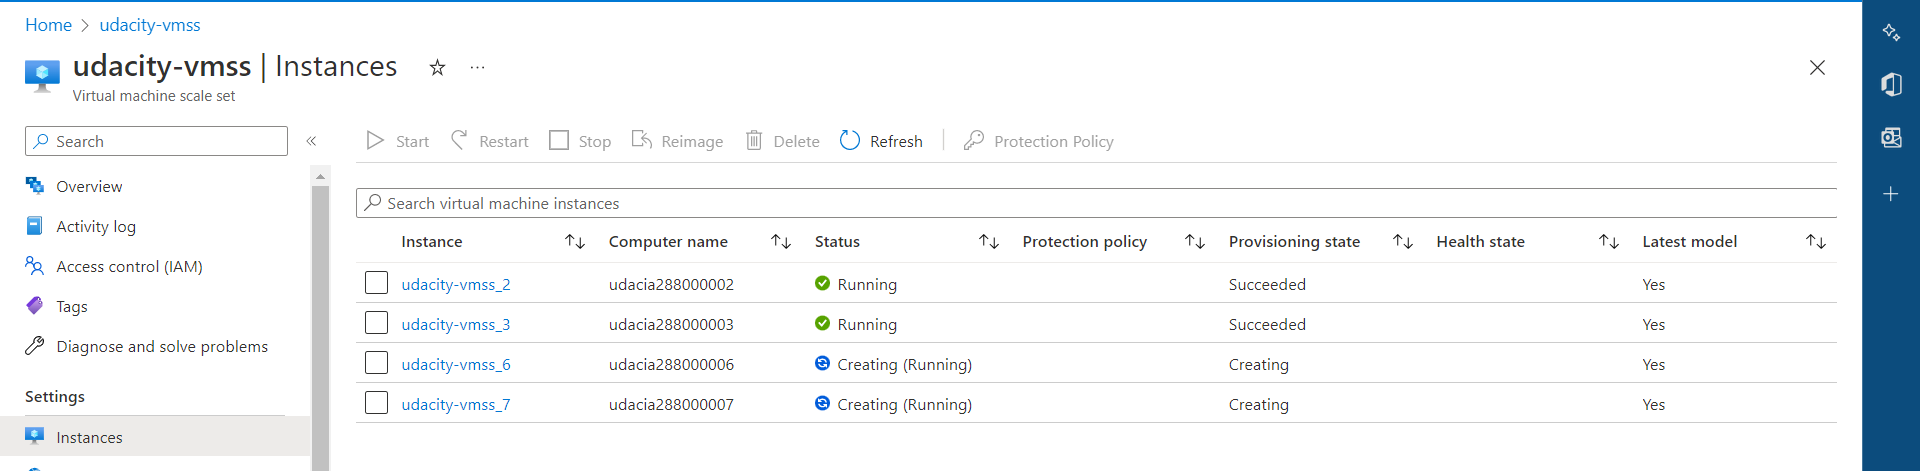 Home > udacity-vmss
udacity-vmss | Instances ☆ ···
Virtual machine scale set
Search «
Start Restart Stop Reimage Delete Refresh Protection Policy
Overview
Activity log
Access control (IAM)
Tags
Diagnose and solve problems
Settings
Instances
Search virtual machine instances
Instance ↑↓ Computer name ↑↓ Status ↑↓ Protection policy ↑↓ Provisioning state ↑↓ Health state ↑↓ Latest model ↑↓
udacity-vmss_2 udacia288000002 Running Succeeded Yes
udacity-vmss_3 udacia288000003 Running Succeeded Yes
udacity-vmss_6 udacia288000006 Creating (Running) Creating Yes
udacity-vmss_7 udacia288000007 Creating (Running) Creating Yes